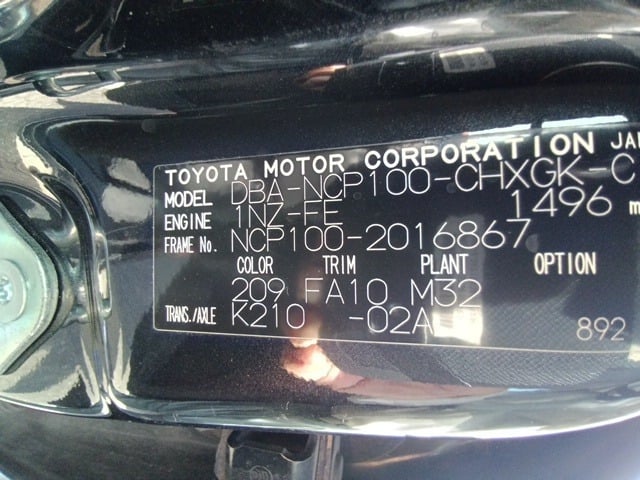 TOYOTA MOTOR CORPORATION JA
MODEL DBA-NCP100-CHXGK-C
ENGINE 1NZ-FE 1496
FRAME No. NCP100-2016867
COLOR TRIM PLANT OPTION
209 FA10 M32
TRANS./AXLE K210 -02A
892